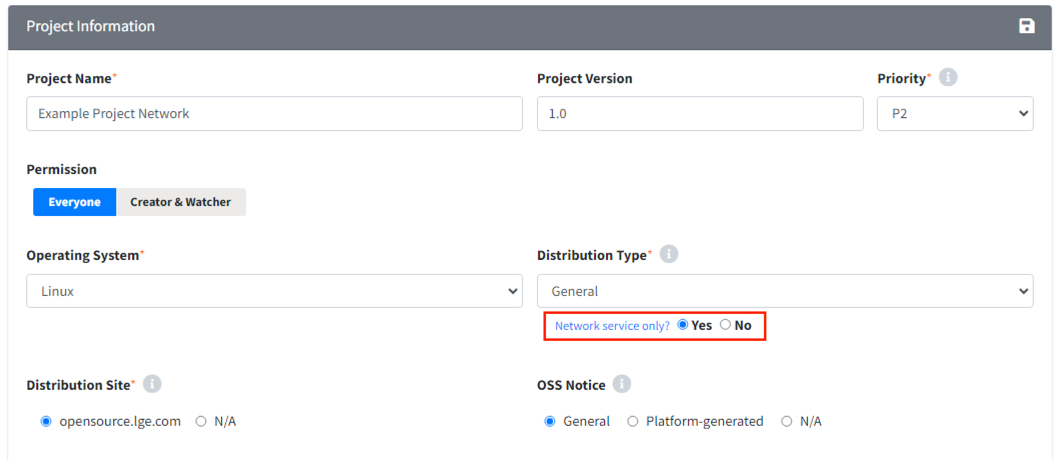 Project Information
Project Name* Project Version Priority* i
Example Project Network 1.0 P2
Permission
Everyone Creator & Watcher
Operating System* Distribution Type* i
Linux General
Network service only? Yes No
Distribution Site* i OSS Notice i
opensource.lge.com N/A General Platform-generated N/A